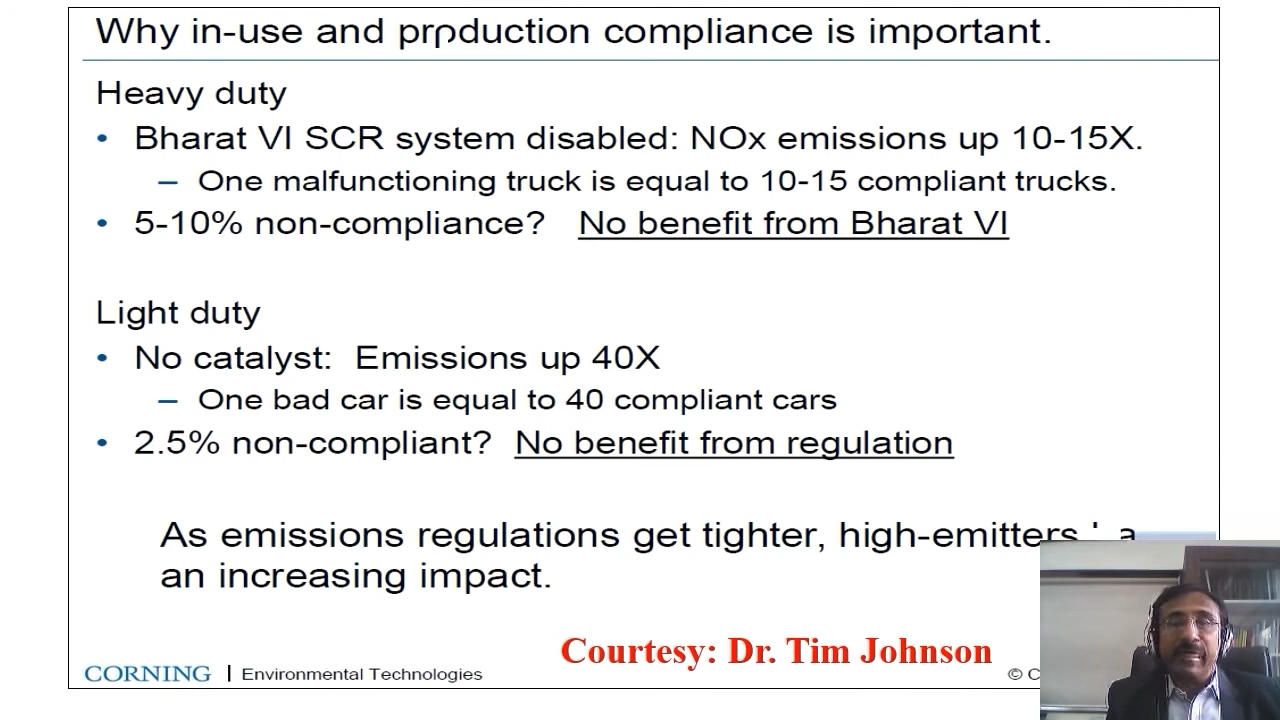 Why in-use and production compliance is important.
Heavy duty
• Bharat VI SCR system disabled: NOx emissions up 10-15X.
– One malfunctioning truck is equal to 10-15 compliant trucks.
• 5-10% non-compliance? No benefit from Bharat VI
Light duty
• No catalyst: Emissions up 40X
– One bad car is equal to 40 compliant cars
• 2.5% non-compliant? No benefit from regulation
As emissions regulations get tighter, high-emitters
an increasing impact.
Courtesy: Dr. Tim Johnson
CORNING | Environmental Technologies ©